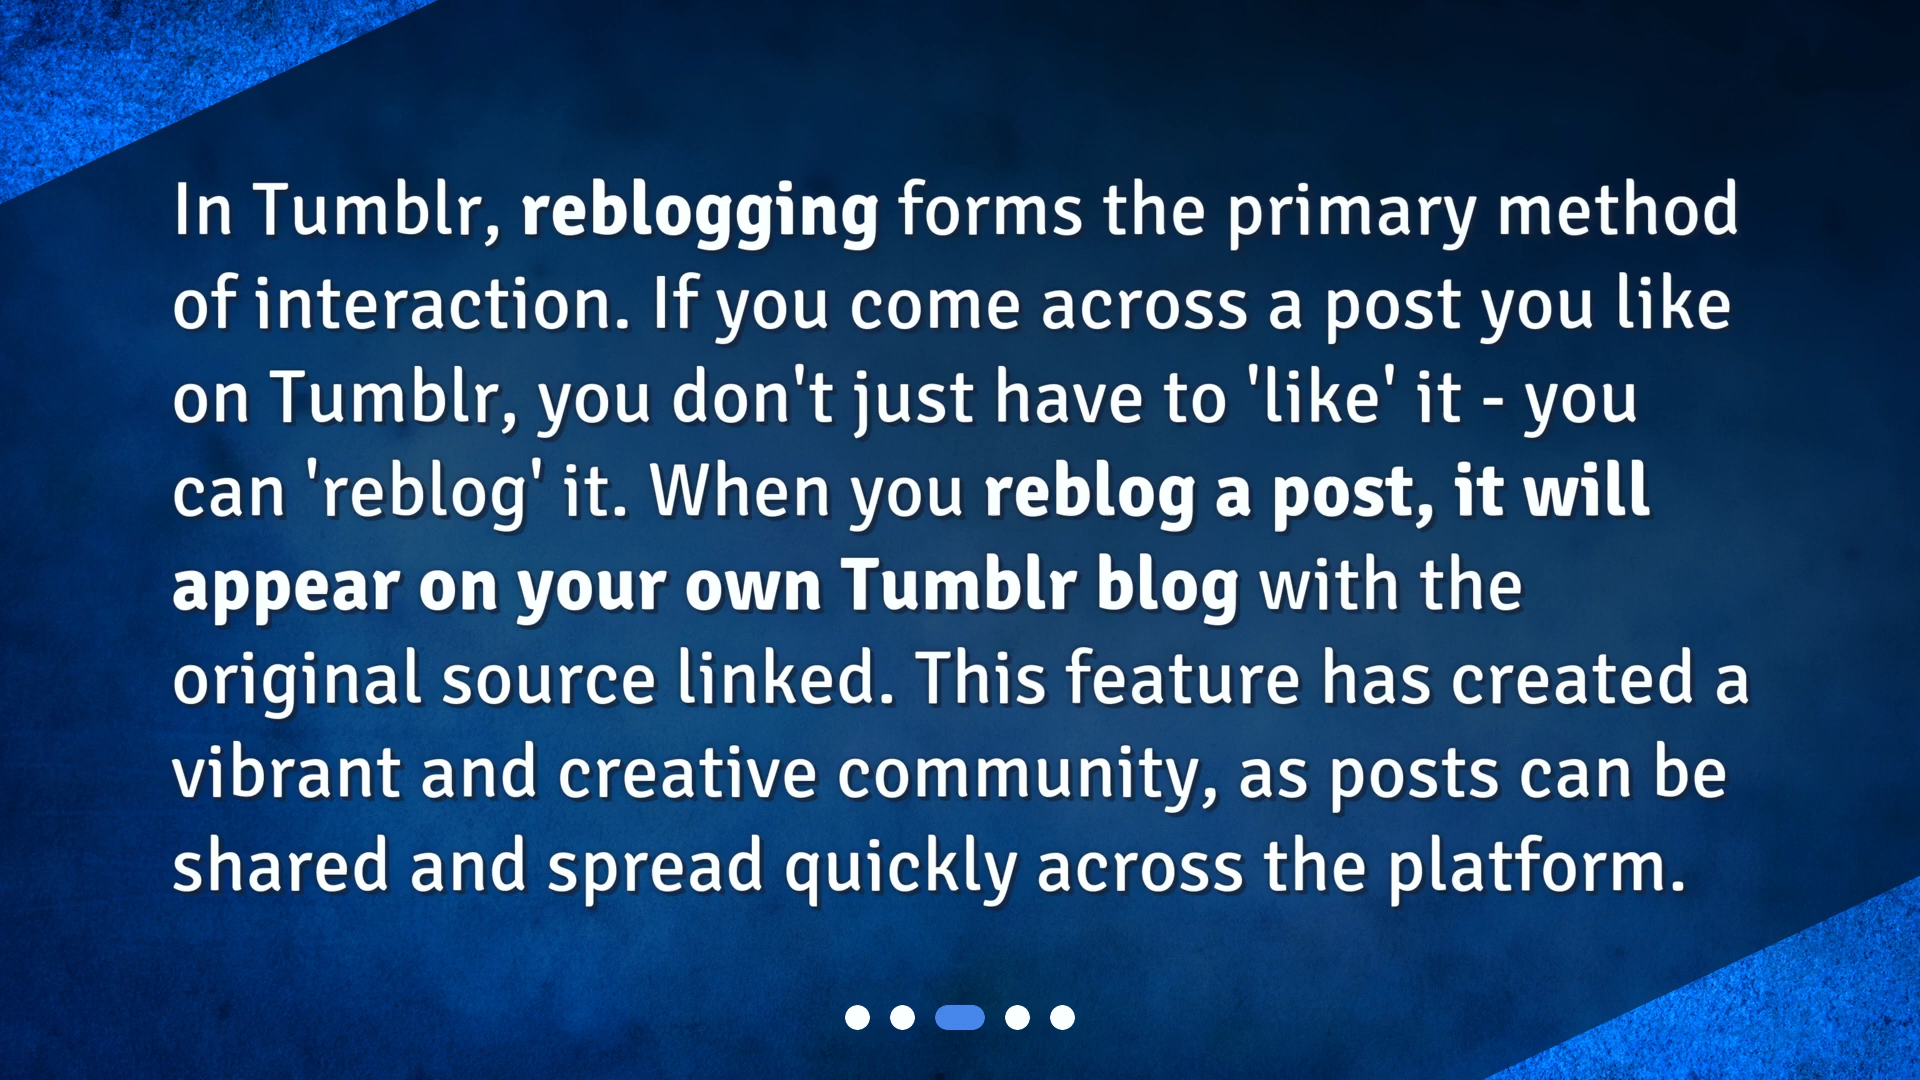 In Tumblr, reblogging forms the primary method
of interaction. If you come across a post you like
on Tumblr, you don't just have to 'like' it - you
can 'reblog' it. When you reblog a post, it will
appear on your own Tumblr blog with the
original source linked. This feature has created a
vibrant and creative community, as posts can be
shared and spread quickly across the platform.